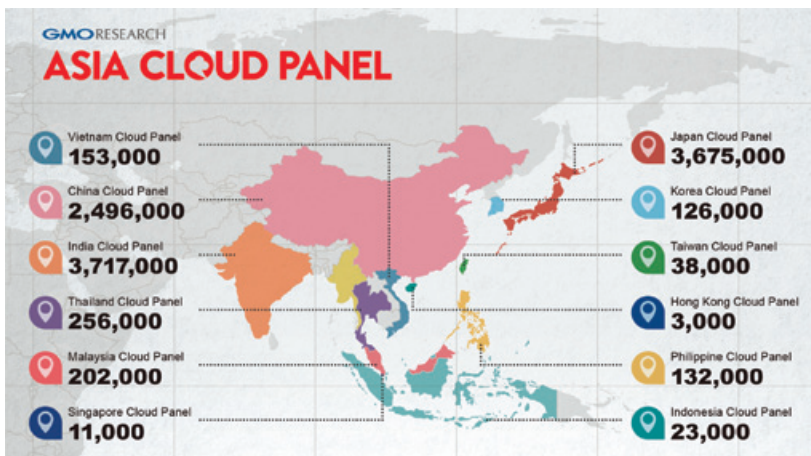 GMORESEARCH
ASIA CLOUD PANEL
Vietnam Cloud Panel
153,000
China Cloud Panel
2,496,000
India Cloud Panel
3,717,000
Thailand Cloud Panel
256,000
Malaysia Cloud Panel
202,000
Singapore Cloud Panel
11,000
Japan Cloud Panel
3,675,000
Korea Cloud Panel
126,000
Taiwan Cloud Panel
38,000
Hong Kong Cloud Panel
3,000
Philippine Cloud Panel
132,000
Indonesia Cloud Panel
23,000